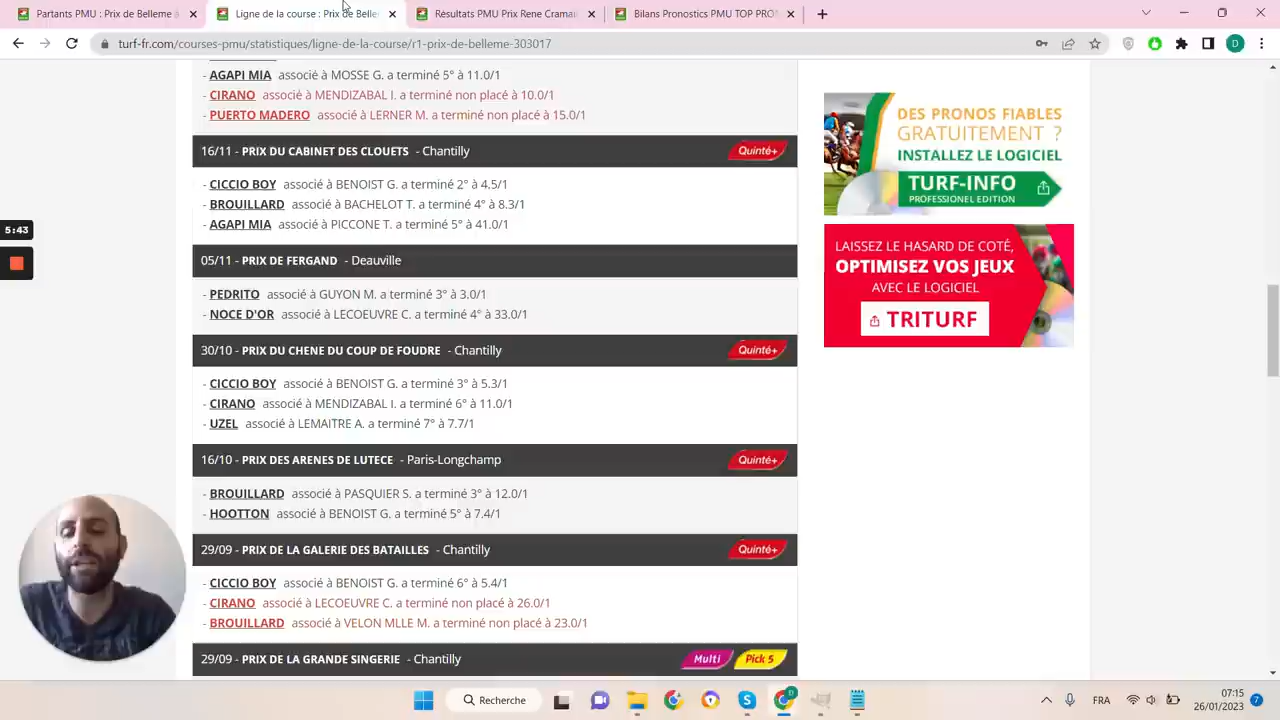 Partants du
Ligne de turf : Prix de Belle
Résultats PMU Prix Cramai
Bilans Pronostics PMU TOP PRO
turf-fr.com/courses-pmu/statistiques/ligne-de-la-course/r1-prix-de-belleme-303017
D
- AGAPI MIA associé à MOSSE G. a terminé 5° à 11.0/1
- CIRANO associé à MENDIZABAL I. a terminé non placé à 10.0/1
- PUERTO MADERO associé à LERNER M. a terminé non placé à 15.0/1
16/11 - PRIX DU CABINET DES CLOUETS - Chantilly Quinté+
- CICCIO BOY associé à BENOIST G. a terminé 2° à 4.5/1
- BROUILLARD associé à BACHELOT T. a terminé 4° à 8.3/1
- AGAPI MIA associé à PICCONE T. a terminé 5° à 41.0/1
05/11 - PRIX DE FERVAND - Deauville
- PEDRITO associé à GUYON M. a terminé 3° à 3.0/1
- NOCE D'OR associé à LECOEUVRE C. a terminé 4° à 33.0/1
30/10 - PRIX DU CHENE DU COUP DE FOUDRE - Chantilly Quinté+
- CICCIO BOY associé à BENOIST G. a terminé 3° à 5.3/1
- CIRANO associé à MENDIZABAL I. a terminé 6° à 11.0/1
- UZEL associé à LEMAITRE A. a terminé 7° à 7.7/1
16/10 - PRIX DES ARENES DE LUTECE - Paris-Longchamp Quinté+
- BROUILLARD associé à PASQUIER S. a terminé 3° à 12.0/1
- HOOTTON associé à BENOIST G. a terminé 5° à 7.4/1
29/09 - PRIX DE LA GALERIE DES BATAILLES - Chantilly Quinté+
- CICCIO BOY associé à BENOIST G. a terminé 6° à 5.4/1
- CIRANO associé à LECOEUVRE C. a terminé non placé à 26.0/1
- BROUILLARD associé à VELON MLLE M. a terminé non placé à 23.0/1
29/09 - PRIX DE LA GRANDE SINGERIE - Chantilly Multi Pick 5
DES PRONOS FIABLES
GRATUITEMENT ?
INSTALLEZ LE LOGICIEL
TURF-INFO
PROFESSIONEL EDITION
LAISSEZ LE HASARD DE COTÉ,
OPTIMISEZ VOS JEUX
AVEC LE LOGICIEL
TRITURF
5:43
Recherche
FRA
07:15
26/01/2023
7